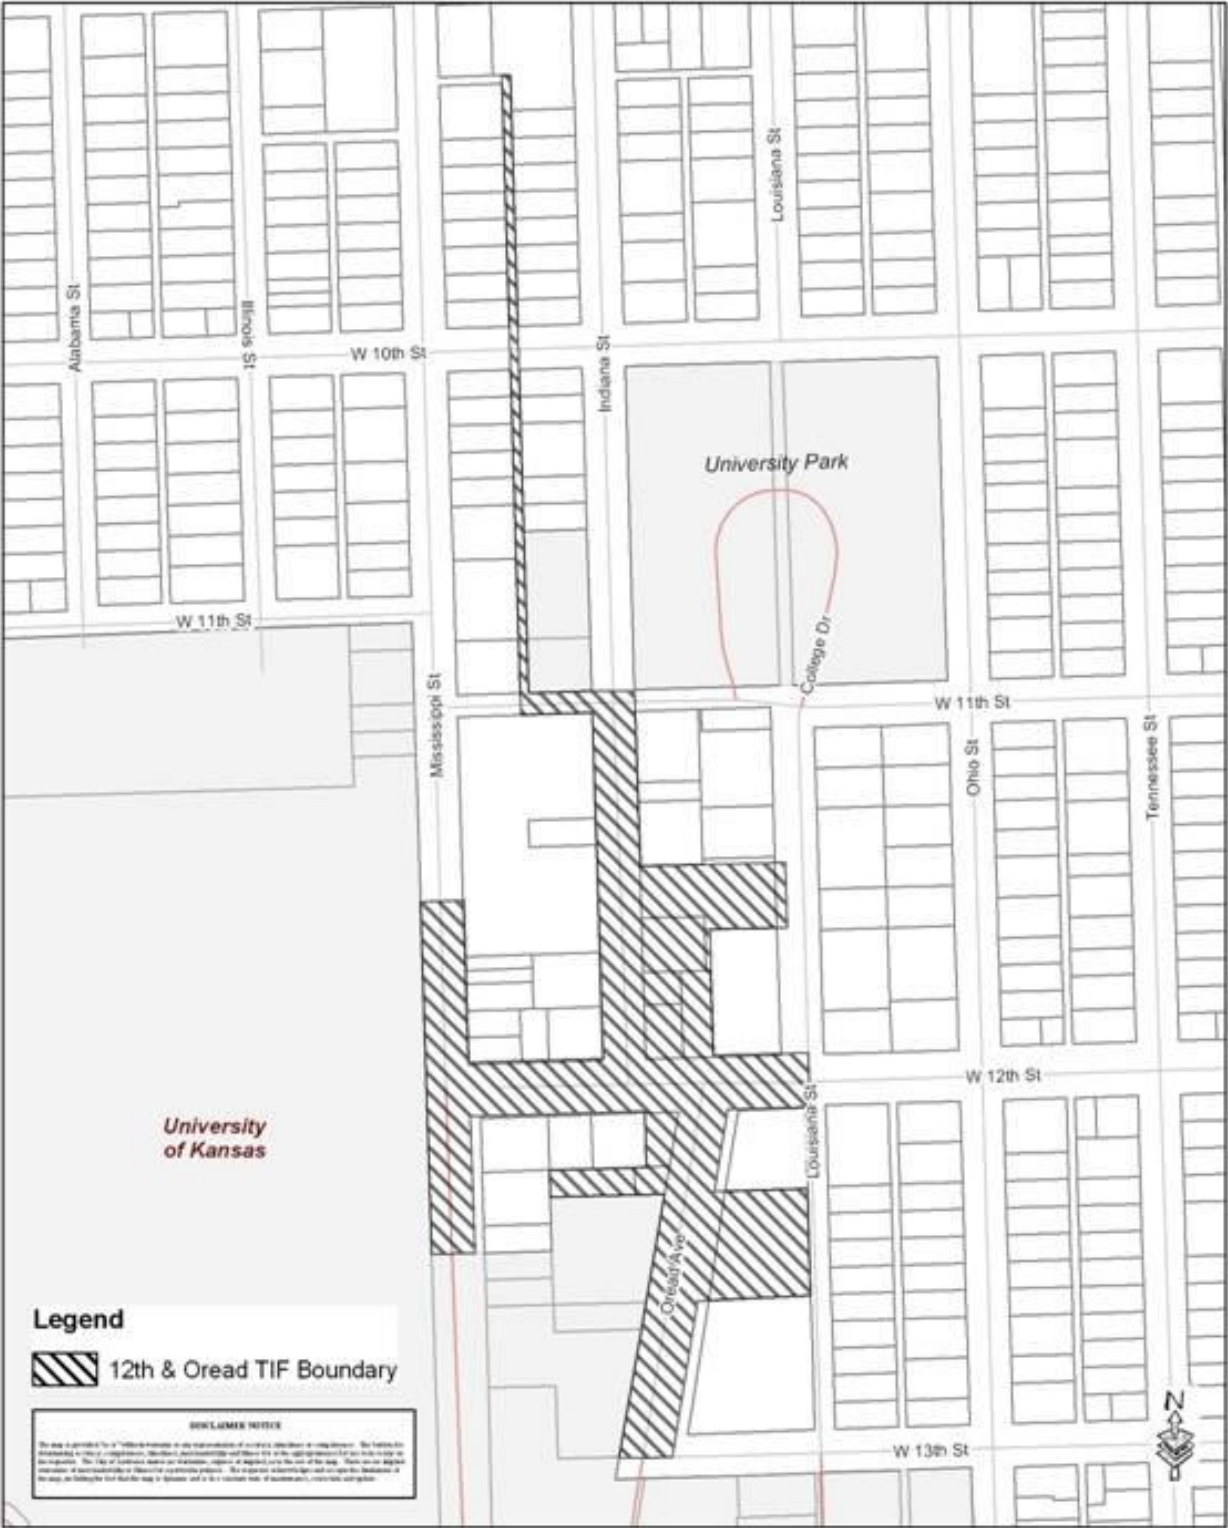 Louisiana St
Alabama St
Illinois St
W 10th St
Indiana St
University Park
W 11th St
College Dr
Mississippi St
W 11th St
Ohio St
Tennessee St
W 12th St
Louisiana St
University
of Kansas
Oread Ave
Legend
12th & Oread TIF Boundary
DISCLAIMER NOTICE
W 13th St
N